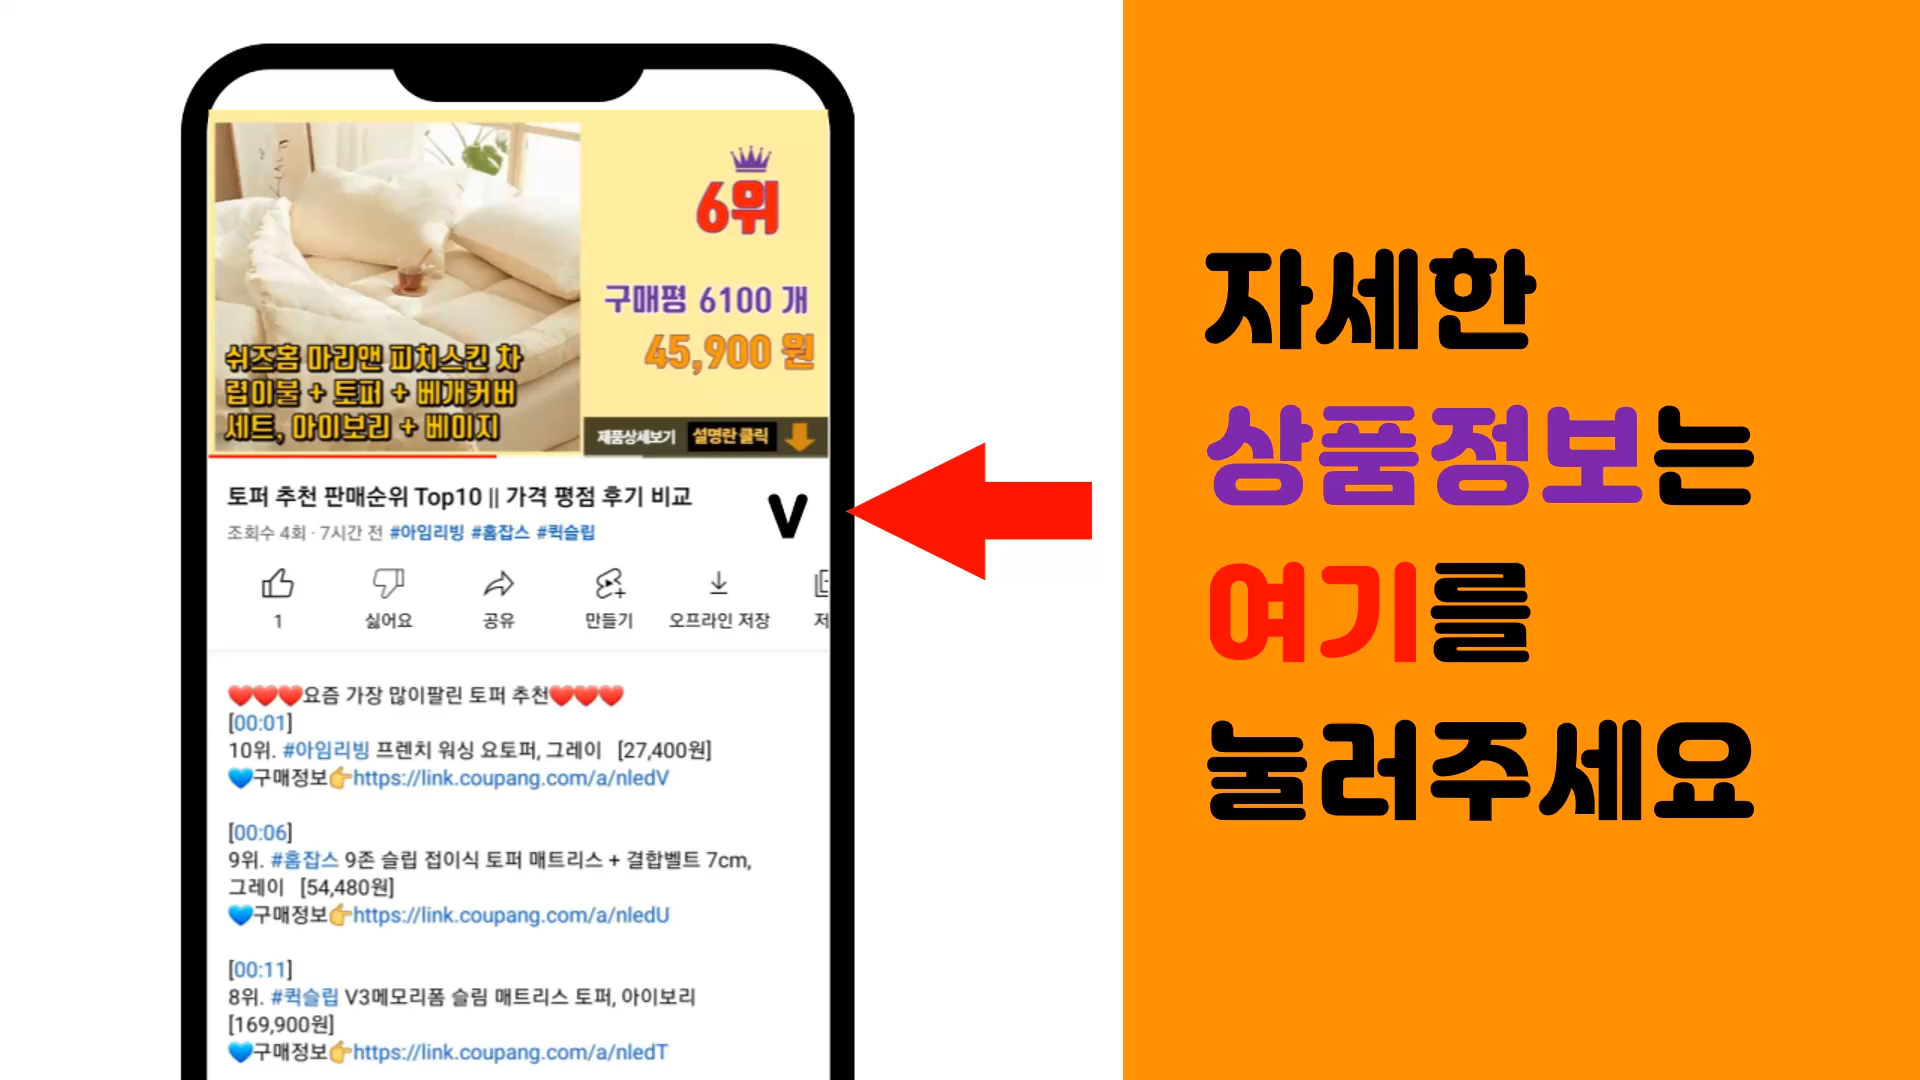 6위
구매평 6100 개
45,900 원
쉬즈홈 마리앤 피치스킨 차
렵이불 + 토퍼 + 베개커버
세트, 아이보리 + 베이지
제품상세보기 설명란 클릭
토퍼 추천 판매순위 Top10 || 가격 평점 후기 비교
V
조회수 4회 · 7시간 전 #아임리빙 #홈잡스 #퀵슬립
1 싫어요 공유 만들기 오프라인 저장 저
❤❤❤요즘 가장 많이팔린 토퍼 추천❤❤❤
[00:01]
10위. #아임리빙 프렌치 워싱 요토퍼, 그레이 [27,400원]
💙구매정보👉https://link.coupang.com/a/nledV
[00:06]
9위. #홈잡스 9존 슬립 접이식 토퍼 매트리스 + 결합벨트 7cm,
그레이 [54,480원]
💙구매정보👉https://link.coupang.com/a/nledU
[00:11]
8위. #퀵슬립 V3메모리폼 슬림 매트리스 토퍼, 아이보리
[169,900원]
💙구매정보👉https://link.coupang.com/a/nledT
자세한
상품정보는
여기를
눌러주세요